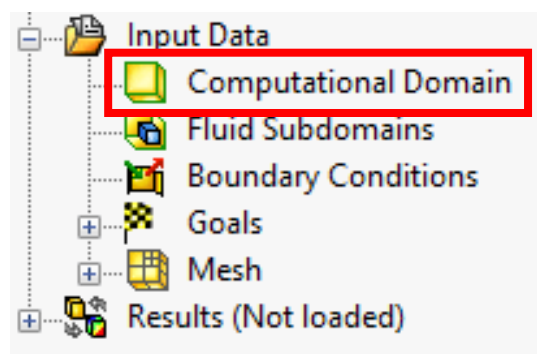 Input Data
Computational Domain
Fluid Subdomains
Boundary Conditions
Goals
Mesh
Results (Not loaded)